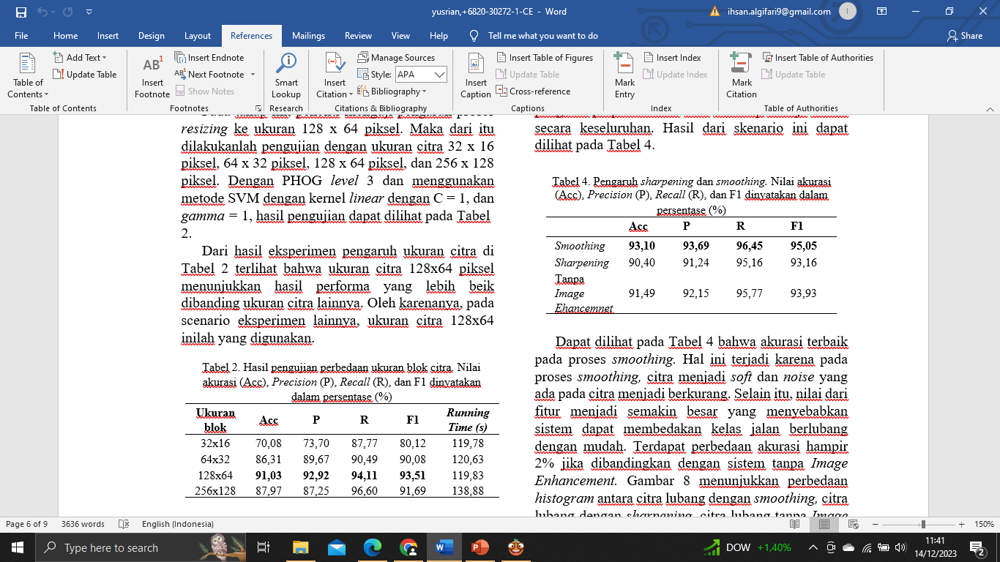 yusrian,+6820-30272-1-CE - Word
ihsan.algifari9@gmail.com
I
File Home Insert Design Layout References Mailings Review View Help Tell me what you want to do Share
Table of Contents
Add Text
Update Table
Table of Contents
AB1
Insert Footnote
Insert Endnote
Next Footnote
Show Notes
Footnotes
Smart Lookup
Research
Insert Citation
Manage Sources
Style: APA
Bibliography
Citations & Bibliography
Insert Caption
Insert Table of Figures
Update Table
Cross-reference
Captions
Mark Entry
Insert Index
Update Index
Index
Mark Citation
Insert Table of Authorities
Update Table
Table of Authorities
resizing ke ukuran 128 x 64 piksel. Maka dari itu
dilakukanlah pengujian dengan ukuran citra 32 x 16
piksel, 64 x 32 piksel, 128 x 64 piksel, dan 256 x 128
piksel. Dengan PHOG level 3 dan menggunakan
metode SVM dengan kernel linear dengan C = 1, dan
gamma = 1, hasil pengujian dapat dilihat pada Tabel
2.
Dari hasil eksperimen pengaruh ukuran citra di
Tabel 2 terlihat bahwa ukuran citra 128x64 piksel
menunjukkan hasil performa yang lebih beik
dibanding ukuran citra lainnya. Oleh karenanya, pada
scenario eksperimen lainnya, ukuran citra 128x64
inilah yang digunakan.
Tabel 2. Hasil pengujian perbedaan ukuran blok citra. Nilai
akurasi (Acc), Precision (P), Recall (R), dan F1 dinyatakan
dalam persentase (%)
Ukuran blok Acc P R F1 Running Time (s)
32x16 70,08 73,70 87,77 80,12 119,78
64x32 86,31 89,67 90,49 90,08 120,63
128x64 91,03 92,92 94,11 93,51 119,83
256x128 87,97 87,25 96,60 91,69 138,88
secara keseluruhan. Hasil dari skenario ini dapat
dilihat pada Tabel 4.
Tabel 4. Pengaruh sharpening dan smoothing. Nilai akurasi
(Acc), Precision (P), Recall (R), dan F1 dinyatakan dalam
persentase (%)
Acc P R F1
Smoothing 93,10 93,69 96,45 95,05
Sharpening 90,40 91,24 95,16 93,16
Tanpa
Image 91,49 92,15 95,77 93,93
Ehancemnet
Dapat dilihat pada Tabel 4 bahwa akurasi terbaik
pada proses smoothing. Hal ini terjadi karena pada
proses smoothing, citra menjadi soft dan noise yang
ada pada citra menjadi berkurang. Selain itu, nilai dari
fitur menjadi semakin besar yang menyebabkan
sistem dapat membedakan kelas jalan berlubang
dengan mudah. Terdapat perbedaan akurasi hampir
2% jika dibandingkan dengan sistem tanpa Image
Enhancement. Gambar 8 menunjukkan perbedaan
histogram antara citra lubang dengan smoothing, citra
lubang dengan sharpening, citra lubang tanpa Image
Page 6 of 9 3636 words English (Indonesia) 150%
Type here to search
DOW +1,40%
11:41
14/12/2023
2